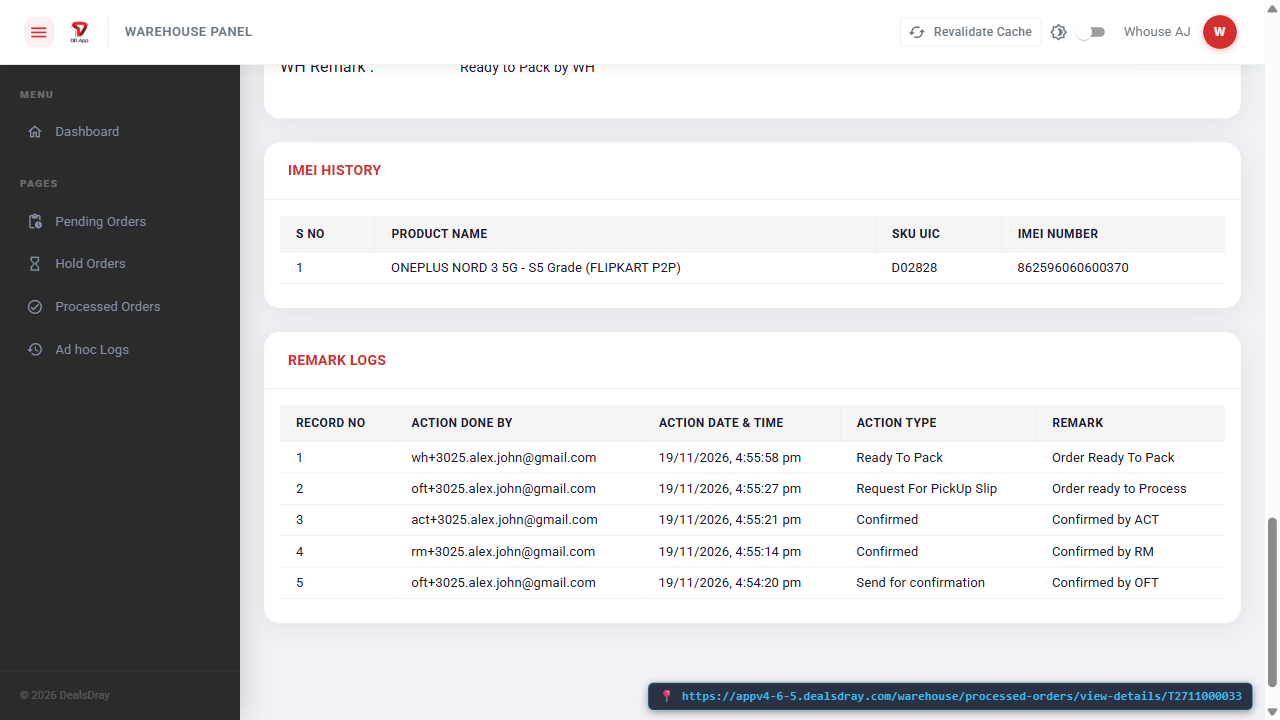 DD App
WAREHOUSE PANEL
Revalidate Cache
Whouse AJ
W
MENU
Dashboard
PAGES
Pending Orders
Hold Orders
Processed Orders
Ad hoc Logs
© 2026 DealsDray
WH Remark : Ready to Pack by WH
IMEI HISTORY
S NO PRODUCT NAME SKU UIC IMEI NUMBER
1 ONEPLUS NORD 3 5G - S5 Grade (FLIPKART P2P) D02828 862596060600370
REMARK LOGS
RECORD NO ACTION DONE BY ACTION DATE & TIME ACTION TYPE REMARK
1 wh+3025.alex.john@gmail.com 19/11/2026, 4:55:58 pm Ready To Pack Order Ready To Pack
2 oft+3025.alex.john@gmail.com 19/11/2026, 4:55:27 pm Request For PickUp Slip Order ready to Process
3 act+3025.alex.john@gmail.com 19/11/2026, 4:55:21 pm Confirmed Confirmed by ACT
4 rm+3025.alex.john@gmail.com 19/11/2026, 4:55:14 pm Confirmed Confirmed by RM
5 oft+3025.alex.john@gmail.com 19/11/2026, 4:54:20 pm Send for confirmation Confirmed by OFT
https://appv4-6-5.dealsdray.com/warehouse/processed-orders/view-details/T2711000033